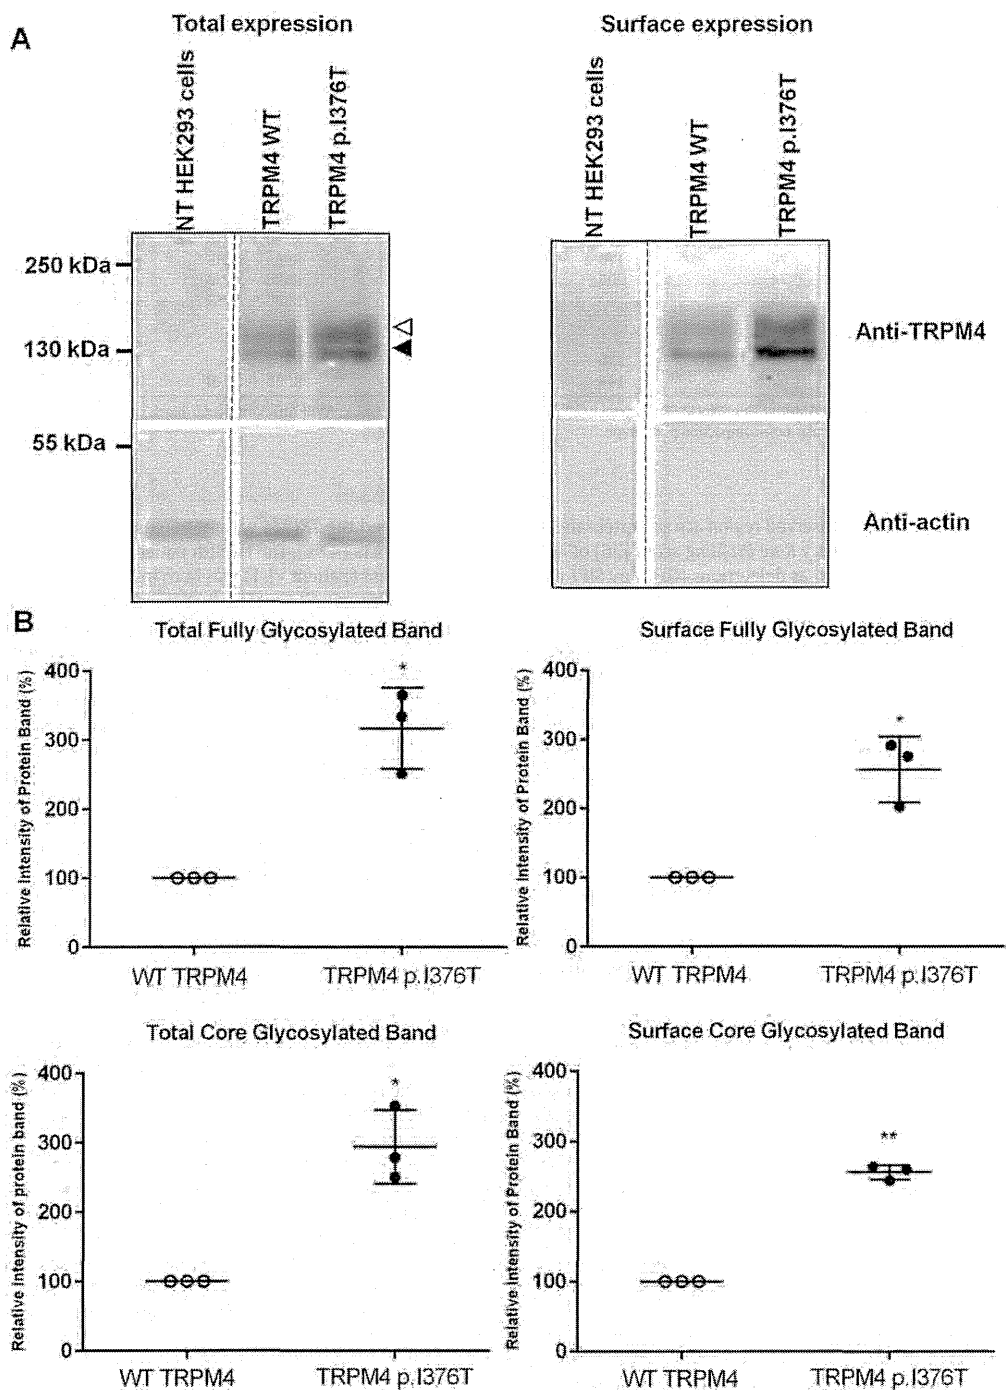 A
Total expression
Surface expression
NT HEK293 cells
TRPM4 WT
TRPM4 p.I376T
NT HEK293 cells
TRPM4 WT
TRPM4 p.I376T
250 kDa
130 kDa
55 kDa
Anti-TRPM4
Anti-actin
B
Total Fully Glycosylated Band
Relative Intensity of Protein Band (%)
400
300
200
100
0
*
WT TRPM4
TRPM4 p.I376T
Surface Fully Glycosylated Band
Relative Intensity of Protein Band (%)
400
300
200
100
0
*
WT TRPM4
TRPM4 p.I376T
Total Core Glycosylated Band
Relative Intensity of protein band (%)
400
300
200
100
0
*
WT TRPM4
TRPM4 p.I376T
Surface Core Glycosylated Band
Relative Intensity of Protein Band (%)
400
300
200
100
0
**
WT TRPM4
TRPM4 p.I376T